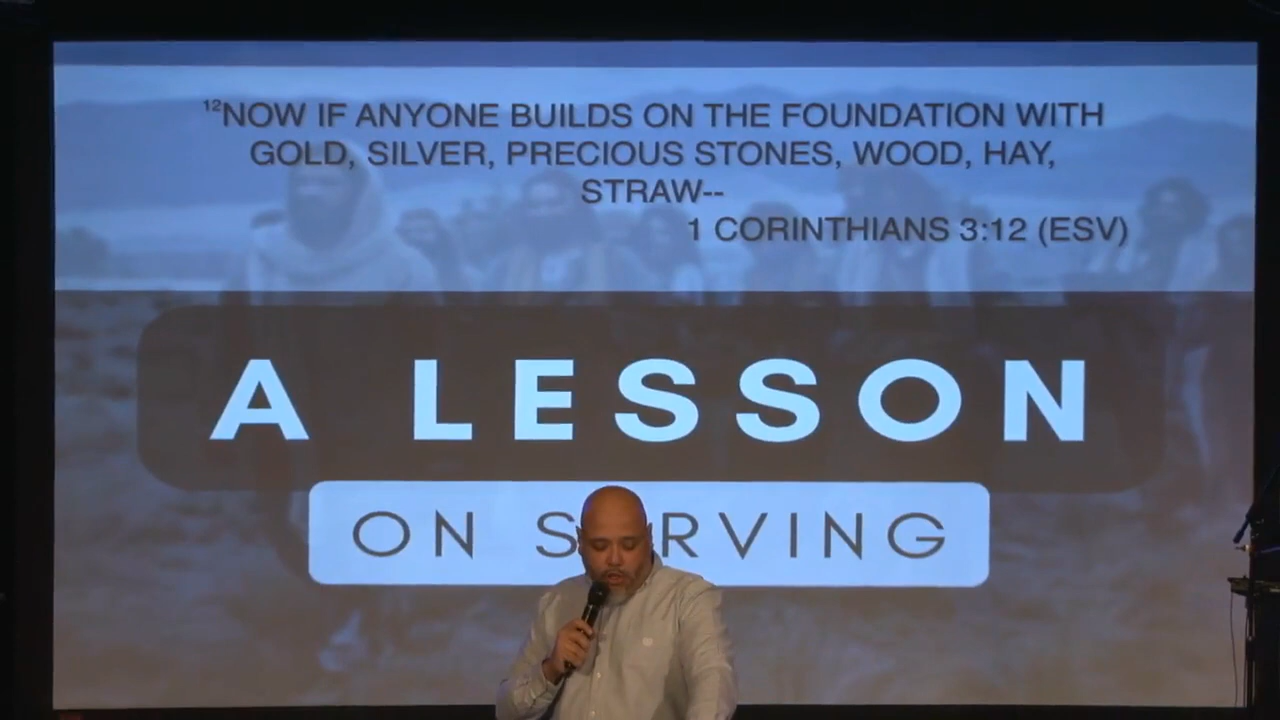 ¹²NOW IF ANYONE BUILDS ON THE FOUNDATION WITH
GOLD, SILVER, PRECIOUS STONES, WOOD, HAY,
STRAW--
1 CORINTHIANS 3:12 (ESV)
A LESSON
ON SERVING